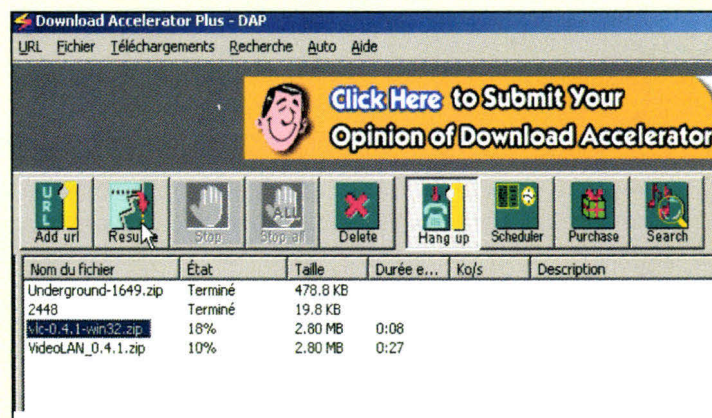 Download Accelerator Plus - DAP
URL Fichier Téléchargements Recherche Auto Aide
Click Here to Submit Your
Opinion of Download Accelerator
URL ALL
Add url Resume Stop Stop all Delete Hang up Scheduler Purchase Search
Nom du fichier État Taille Durée e... Ko/s Description
Underground-1649.zip Terminé 478.8 KB
2448 Terminé 19.8 KB
vlc-0.4.1-win32.zip 18% 2.80 MB 0:08
VideoLAN_0.4.1.zip 10% 2.80 MB 0:27